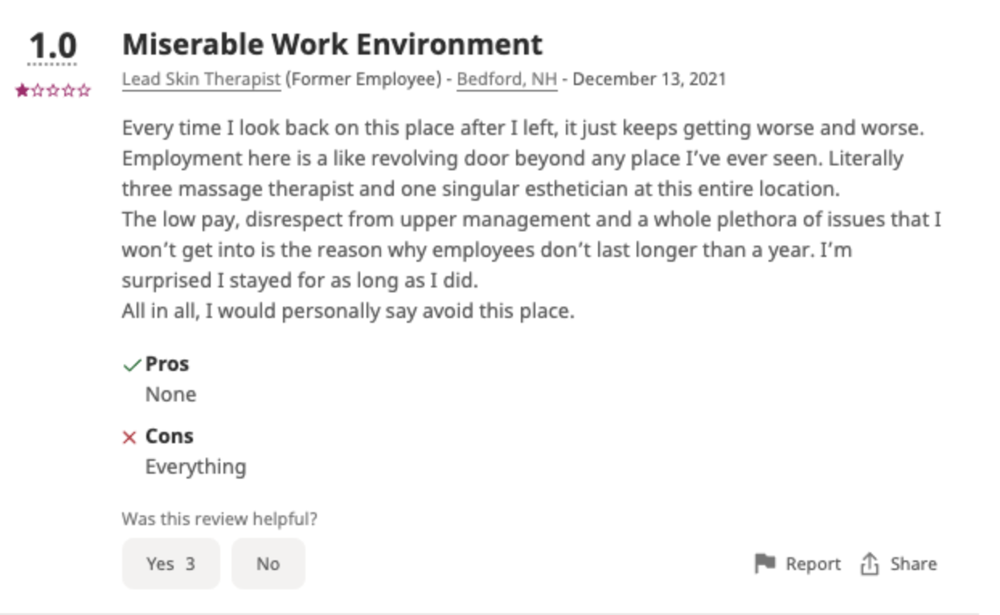 1.0
Miserable Work Environment
Lead Skin Therapist (Former Employee) - Bedford, NH - December 13, 2021
Every time I look back on this place after I left, it just keeps getting worse and worse.
Employment here is a like revolving door beyond any place I’ve ever seen. Literally
three massage therapist and one singular esthetician at this entire location.
The low pay, disrespect from upper management and a whole plethora of issues that I
won’t get into is the reason why employees don’t last longer than a year. I’m
surprised I stayed for as long as I did.
All in all, I would personally say avoid this place.
Pros
None
Cons
Everything
Was this review helpful?
Yes 3
No
Report
Share